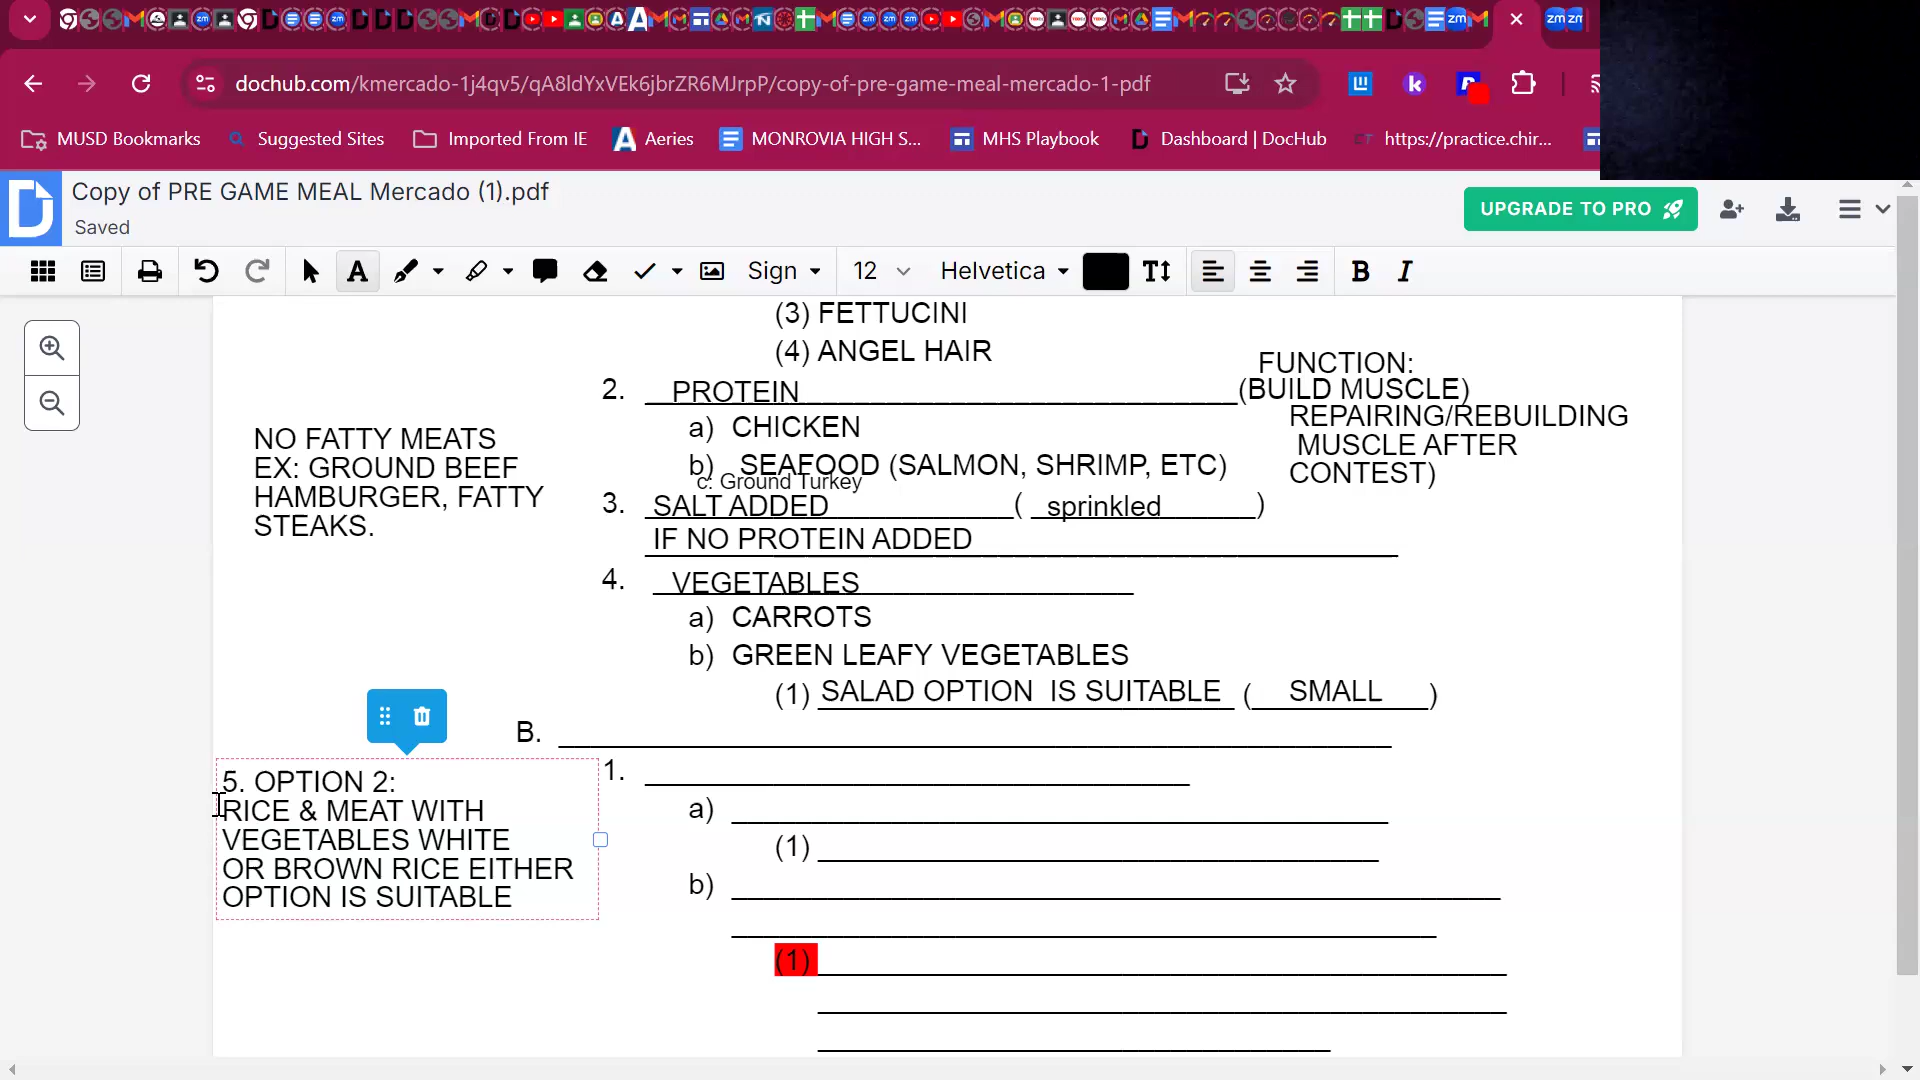 dochub.com/kmercado-1j4qv5/qA8ldYxVEk6jbrZR6MJrpP/copy-of-pre-game-meal-mercado-1-pdf
MUSD Bookmarks Suggested Sites Imported From IE Aeries MONROVIA HIGH S... MHS Playbook Dashboard | DocHub https://practice.chir...
Copy of PRE GAME MEAL Mercado (1).pdf
Saved
UPGRADE TO PRO
Sign 12 Helvetica B I
(3) FETTUCINI
(4) ANGEL HAIR
FUNCTION:
2. PROTEIN (BUILD MUSCLE)
REPAIRING/REBUILDING
MUSCLE AFTER
CONTEST)
a) CHICKEN
b) SEAFOOD (SALMON, SHRIMP, ETC)
c: Ground Turkey
NO FATTY MEATS
EX: GROUND BEEF
HAMBURGER, FATTY
STEAKS.
3. SALT ADDED ( sprinkled )
IF NO PROTEIN ADDED
4. VEGETABLES
a) CARROTS
b) GREEN LEAFY VEGETABLES
(1) SALAD OPTION IS SUITABLE ( SMALL )
B.
5. OPTION 2:
RICE & MEAT WITH
VEGETABLES WHITE
OR BROWN RICE EITHER
OPTION IS SUITABLE
1.
a)
(1)
b)
(1)